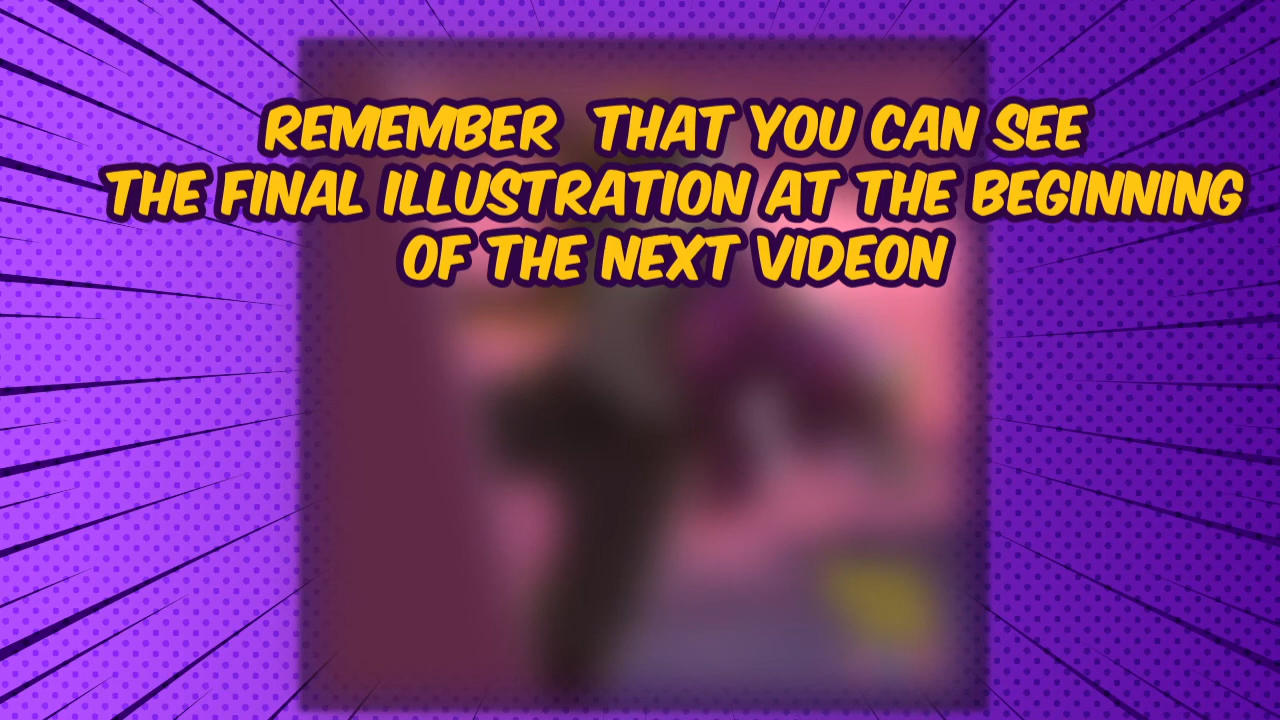 REMEMBER THAT YOU CAN SEE
THE FINAL ILLUSTRATION AT THE BEGINNING
OF THE NEXT VIDEON